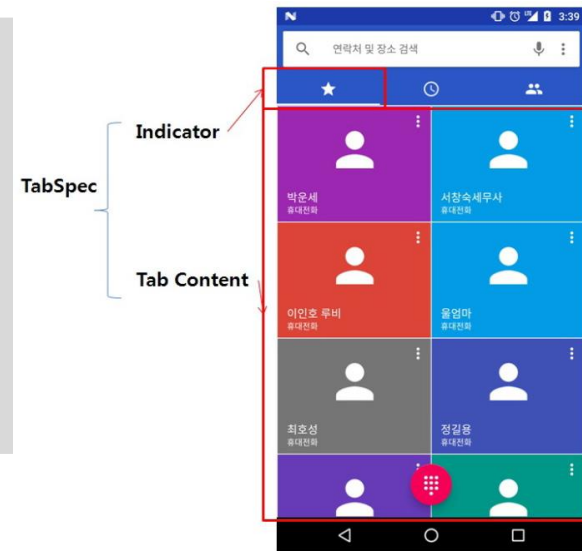 3:39
연락처 및 장소 검색
Indicator
TabSpec
Tab Content
박운세
휴대전화
서창숙세무사
휴대전화
이인호 루비
휴대전화
울엄마
휴대전화
최호성
휴대전화
정길용
휴대전화